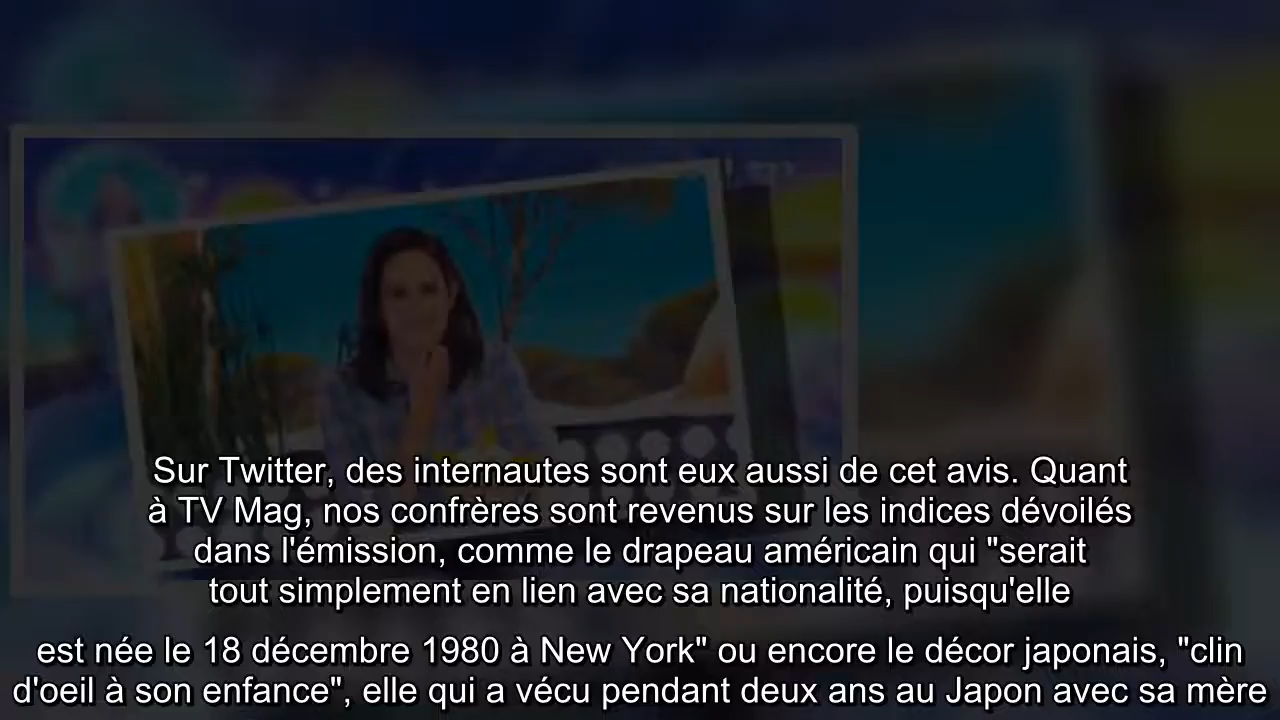 Sur Twitter, des internautes sont eux aussi de cet avis. Quant
à TV Mag, nos confrères sont revenus sur les indices dévoilés
dans l'émission, comme le drapeau américain qui "serait
tout simplement en lien avec sa nationalité, puisqu'elle
est née le 18 décembre 1980 à New York" ou encore le décor japonais, "clin
d'oeil à son enfance", elle qui a vécu pendant deux ans au Japon avec sa mère